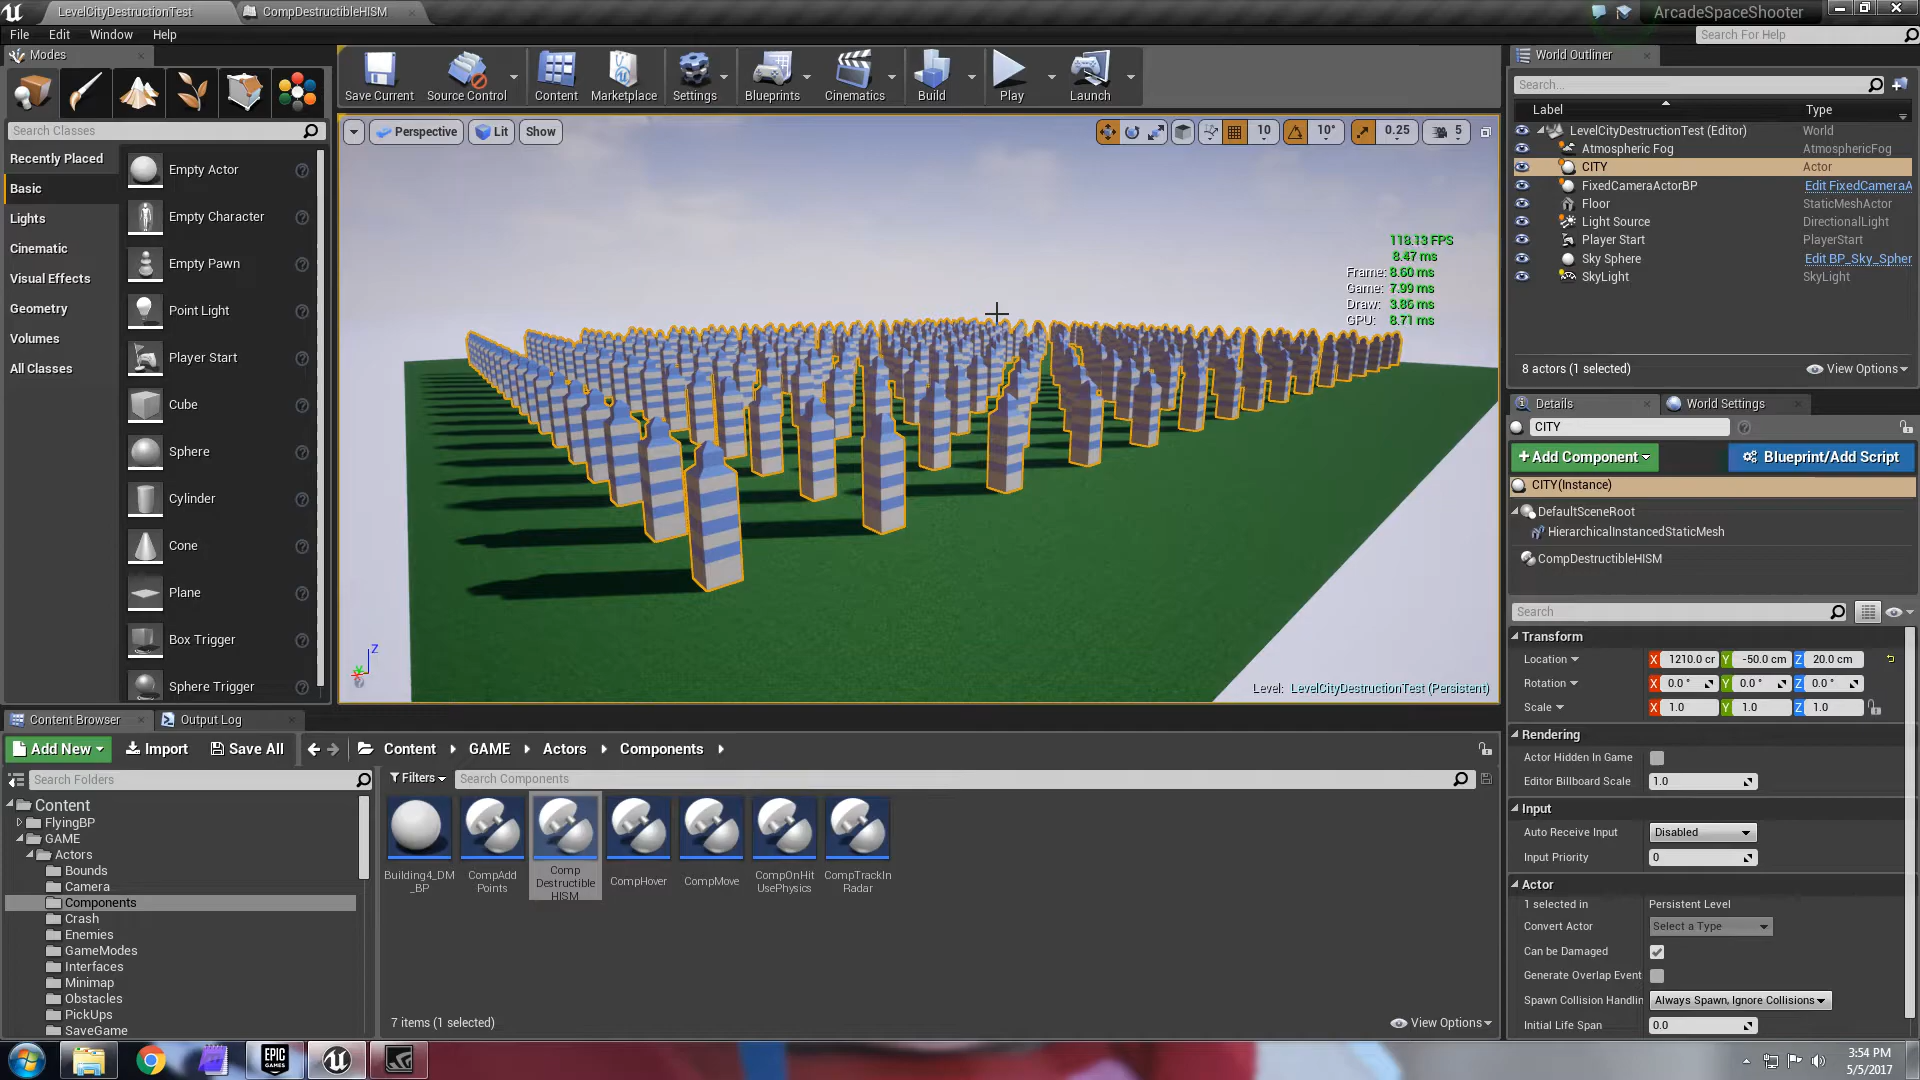 LevelCityDestructionTest
CompDestructibleHISM
ArcadeSpaceShooter
File Edit Window Help
Search For Help
Modes
Search Classes
Recently Placed
Basic
Lights
Cinematic
Visual Effects
Geometry
Volumes
All Classes
Empty Actor
Empty Character
Empty Pawn
Point Light
Player Start
Cube
Sphere
Cylinder
Cone
Plane
Box Trigger
Sphere Trigger
Save Current
Source Control
Content
Marketplace
Settings
Blueprints
Cinematics
Build
Play
Launch
Perspective
Lit
Show
10
10°
0.25
5
118.13 FPS
8.47 ms
Frame: 8.60 ms
Game: 7.99 ms
Draw: 3.86 ms
GPU: 8.71 ms
Z
Level: LevelCityDestructionTest (Persistent)
World Outliner
Search...
Label Type
LevelCityDestructionTest (Editor) World
Atmospheric Fog AtmosphericFog
CITY Actor
FixedCameraActorBP Edit FixedCameraA
Floor StaticMeshActor
Light Source DirectionalLight
Player Start PlayerStart
Sky Sphere Edit BP_Sky_Spher
SkyLight SkyLight
8 actors (1 selected)
View Options
Details
World Settings
CITY
+Add Component
Blueprint/Add Script
CITY(Instance)
DefaultSceneRoot
HierarchicalInstancedStaticMesh
CompDestructibleHISM
Search
Transform
Location X 1210.0 cr Y -50.0 cm Z 20.0 cm
Rotation X 0.0 ° Y 0.0 ° Z 0.0 °
Scale X 1.0 Y 1.0 Z 1.0
Rendering
Actor Hidden In Game
Editor Billboard Scale 1.0
Input
Auto Receive Input Disabled
Input Priority 0
Actor
1 selected in Persistent Level
Convert Actor Select a Type
Can be Damaged
Generate Overlap Event
Spawn Collision Handlin Always Spawn, Ignore Collisions
Initial Life Span 0.0
Content Browser
Output Log
Add New
Import
Save All
Content
GAME
Actors
Components
Search Folders
Filters
Search Components
Content
FlyingBP
GAME
Actors
Bounds
Camera
Components
Crash
Enemies
GameModes
Interfaces
Minimap
Obstacles
PickUps
SaveGame
Building4_DM
_BP
CompAdd
Points
Comp
Destructible
HISM
CompHover
CompMove
CompOnHit
UsePhysics
CompTrackIn
Radar
7 items (1 selected)
View Options
EPIC
GAMES
3:54 PM
5/5/2017